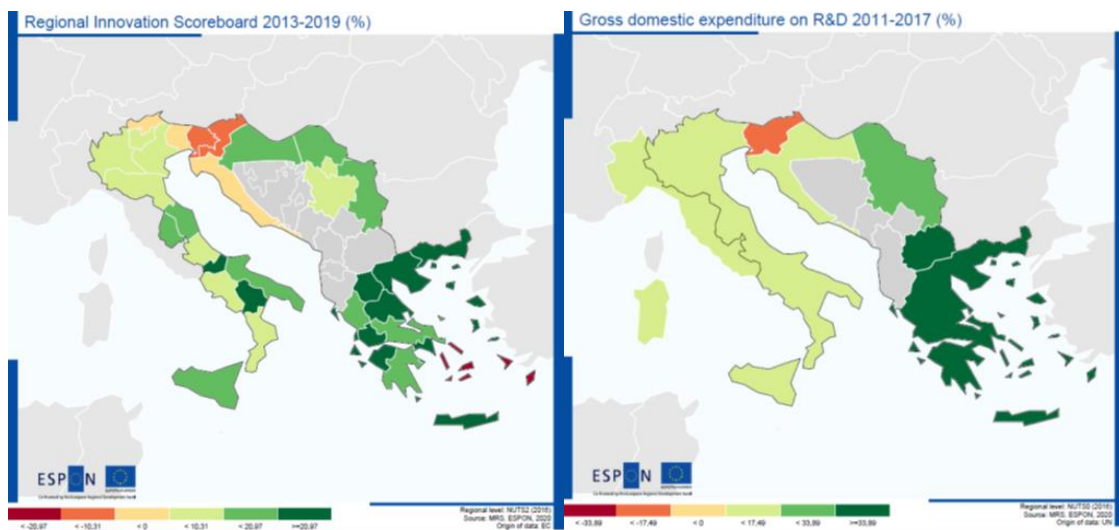 Regional Innovation Scoreboard 2013-2019 (%)
ESPON
Regional level: NUTS2 (2016)
Source: MRS. ESPON, 2020
Origin of data: EC
< -20,97 < -10,31 < 0 < 10,31 < 20,97 >=20,97
Gross domestic expenditure on R&D 2011-2017 (%)
ESPON
Regional level: NUTS0 (2016)
Source: MRS. ESPON, 2020
Origin of data: EC
< -33,89 < -17,49 < 0 < 17,49 < 33,89 >=33,89